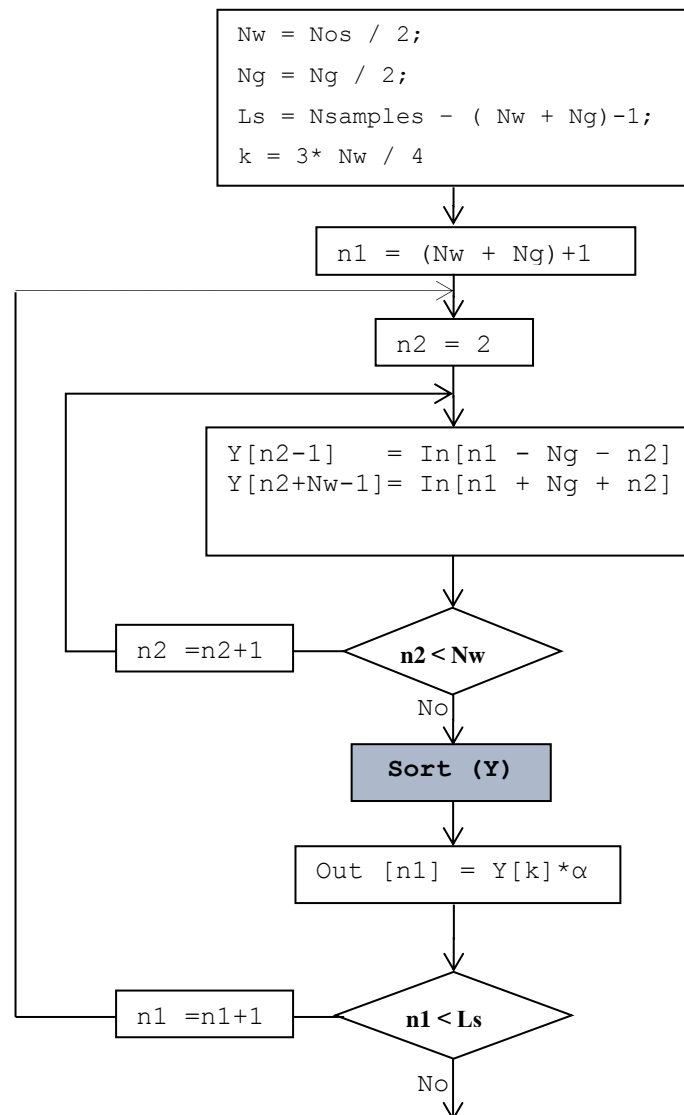 Nw = Nos / 2;
Ng = Ng / 2;
Ls = Nsamples – ( Nw + Ng)-1;
k = 3* Nw / 4
n1 = (Nw + Ng)+1
n2 = 2
Y[n2-1] = In[n1 - Ng – n2]
Y[n2+Nw-1]= In[n1 + Ng + n2]
n2 =n2+1
n2 < Nw
No
Sort (Y)
Out [n1] = Y[k]*α
n1 =n1+1
n1 < Ls
No